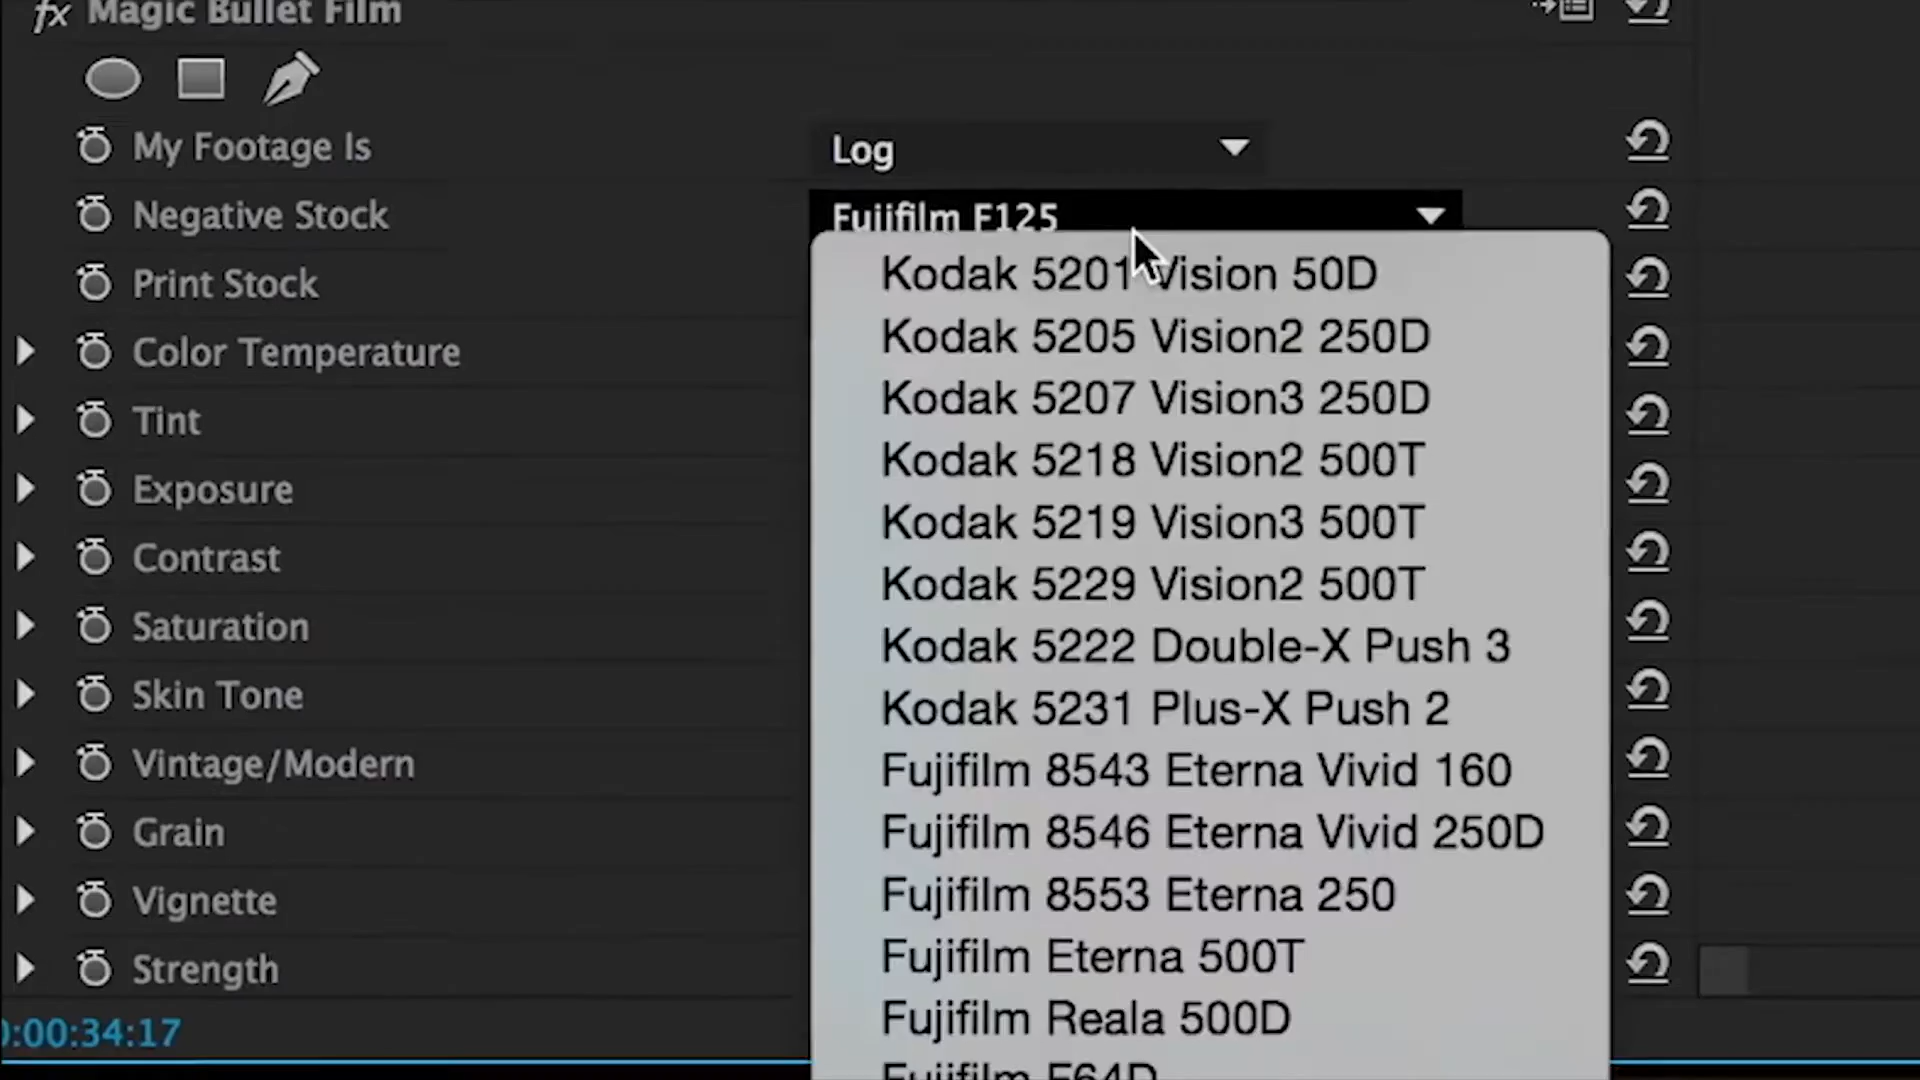 fx Magic Bullet Film
My Footage Is
Log
Negative Stock
Fujifilm F125
Print Stock
Color Temperature
Tint
Exposure
Contrast
Saturation
Skin Tone
Vintage/Modern
Grain
Vignette
Strength
Kodak 5201 Vision 50D
Kodak 5205 Vision2 250D
Kodak 5207 Vision3 250D
Kodak 5218 Vision2 500T
Kodak 5219 Vision3 500T
Kodak 5229 Vision2 500T
Kodak 5222 Double-X Push 3
Kodak 5231 Plus-X Push 2
Fujifilm 8543 Eterna Vivid 160
Fujifilm 8546 Eterna Vivid 250D
Fujifilm 8553 Eterna 250
Fujifilm Eterna 500T
Fujifilm Reala 500D
Fujifilm F64D
0:00:34:17